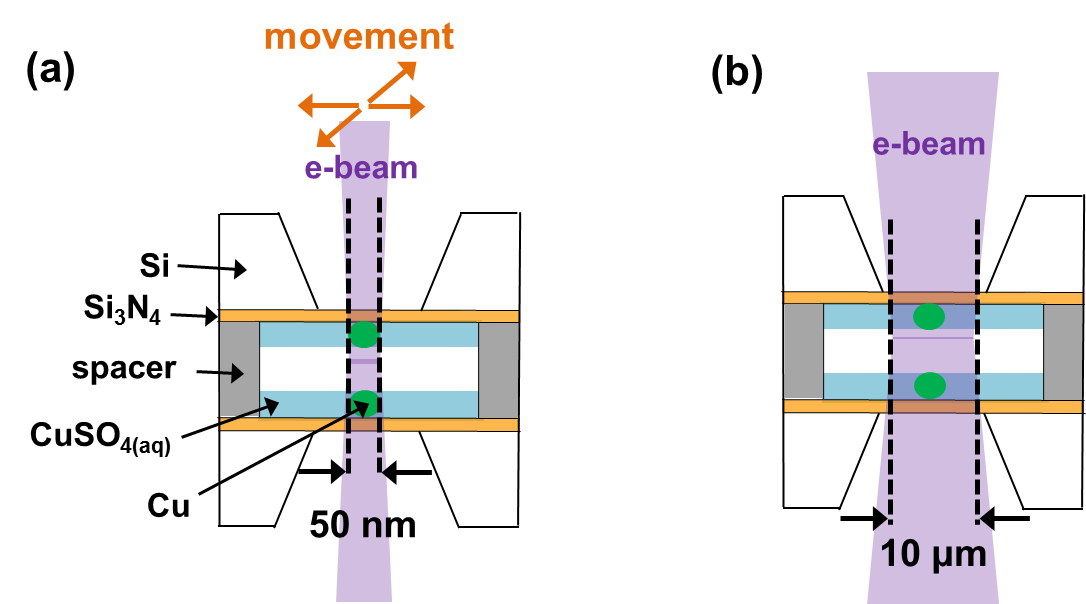 (a)
movement
e-beam
Si
Si3N4
spacer
CuSO4(aq)
Cu
50 nm
(b)
e-beam
10 µm